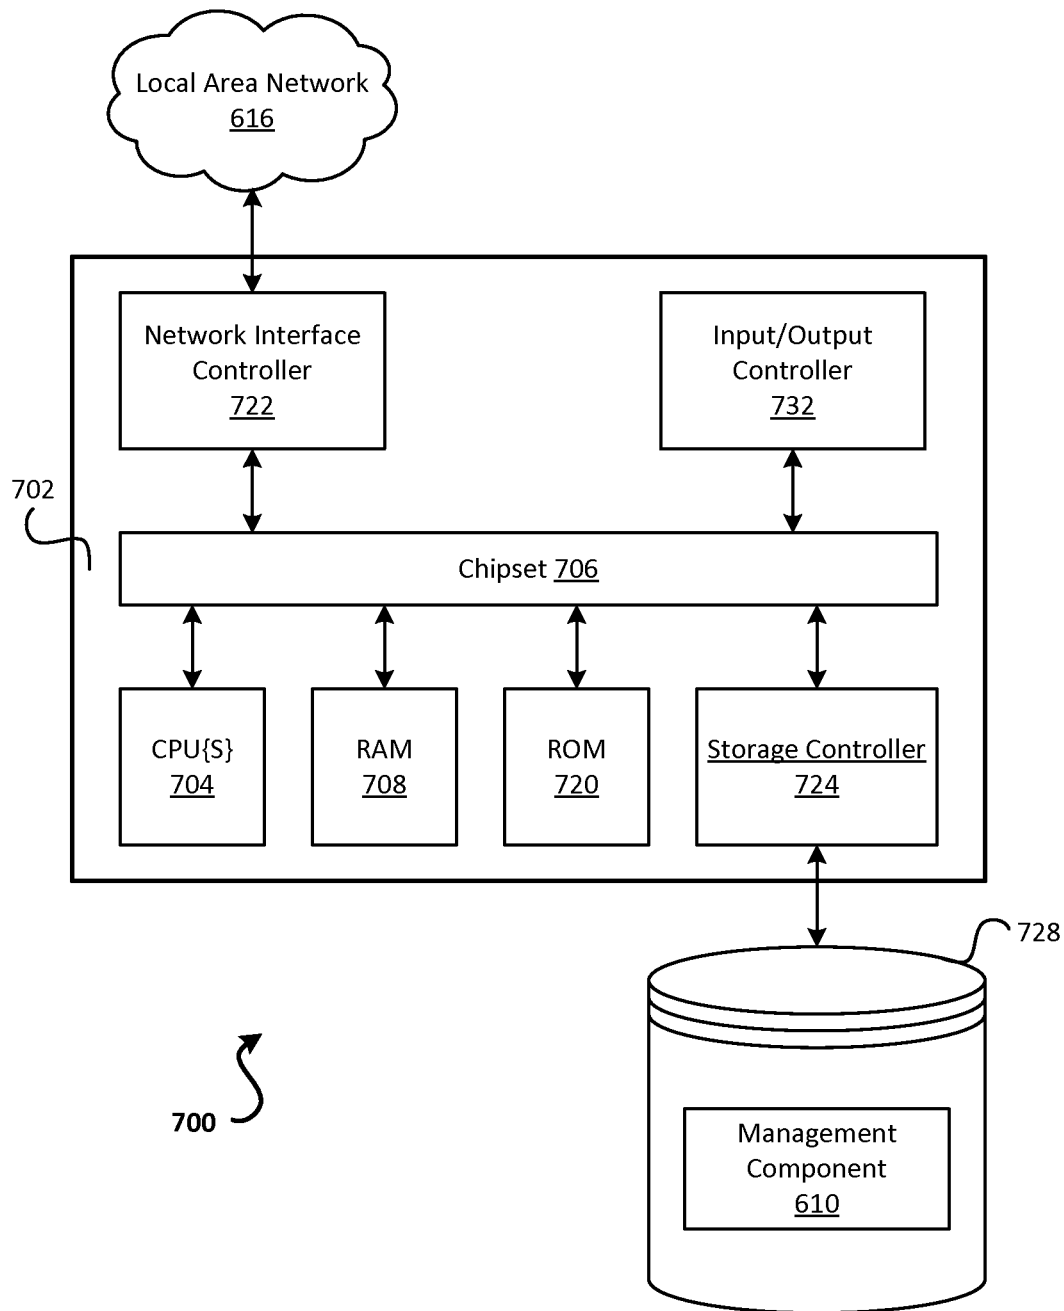 Local Area Network
616
Network Interface
Controller
722
Input/Output
Controller
732
702
Chipset 706
CPU{S}
704
RAM
708
ROM
720
Storage Controller
724
728
700
Management
Component
610